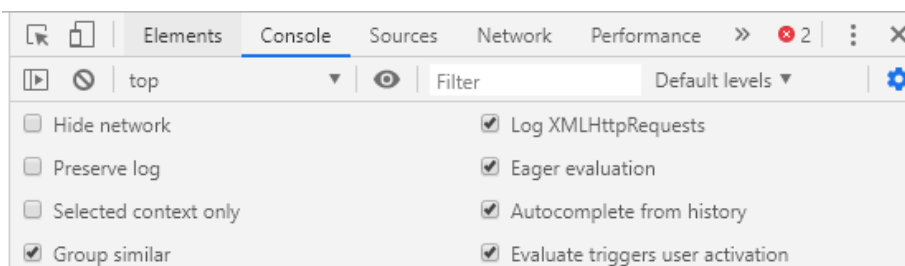 Elements Console Sources Network Performance » 2
top Filter Default levels
Hide network Log XMLHttpRequests
Preserve log Eager evaluation
Selected context only Autocomplete from history
Group similar Evaluate triggers user activation